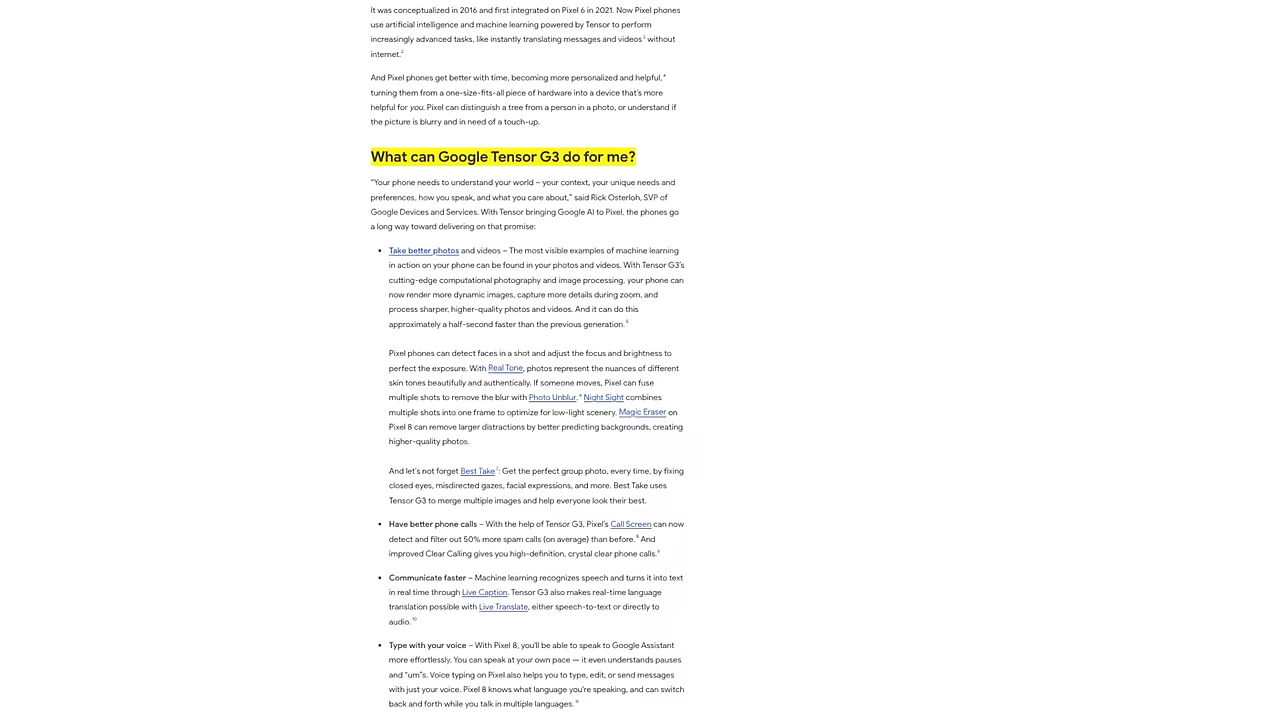 It was conceptualized in 2016 and first integrated on Pixel 6 in 2021. Now Pixel phones
use artificial intelligence and machine learning powered by Tensor to perform
increasingly advanced tasks, like instantly translating messages and videos³ without
internet.²
And Pixel phones get better with time, becoming more personalized and helpful,⁴
turning them from a one-size-fits-all piece of hardware into a device that's more
helpful for you. Pixel can distinguish a tree from a person in a photo, or understand if
the picture is blurry and in need of a touch-up.
What can Google Tensor G3 do for me?
“Your phone needs to understand your world – your context, your unique needs and
preferences, how you speak, and what you care about,” said Rick Osterloh, SVP of
Google Devices and Services. With Tensor bringing Google AI to Pixel, the phones go
a long way toward delivering on that promise:
• Take better photos and videos – The most visible examples of machine learning
in action on your phone can be found in your photos and videos. With Tensor G3's
cutting-edge computational photography and image processing, your phone can
now render more dynamic images, capture more details during zoom, and
process sharper, higher-quality photos and videos. And it can do this
approximately a half-second faster than the previous generation.⁵
Pixel phones can detect faces in a shot and adjust the focus and brightness to
perfect the exposure. With Real Tone, photos represent the nuances of different
skin tones beautifully and authentically. If someone moves, Pixel can fuse
multiple shots to remove the blur with Photo Unblur.⁶ Night Sight combines
multiple shots into one frame to optimize for low-light scenery. Magic Eraser on
Pixel 8 can remove larger distractions by better predicting backgrounds, creating
higher-quality photos.
And let's not forget Best Take⁷: Get the perfect group photo, every time, by fixing
closed eyes, misdirected gazes, facial expressions, and more. Best Take uses
Tensor G3 to merge multiple images and help everyone look their best.
• Have better phone calls – With the help of Tensor G3, Pixel's Call Screen can now
detect and filter out 50% more spam calls (on average) than before.⁸ And
improved Clear Calling gives you high-definition, crystal clear phone calls.⁹
• Communicate faster – Machine learning recognizes speech and turns it into text
in real time through Live Caption. Tensor G3 also makes real-time language
translation possible with Live Translate, either speech-to-text or directly to
audio.¹⁰
• Type with your voice – With Pixel 8, you'll be able to speak to Google Assistant
more effortlessly. You can speak at your own pace — it even understands pauses
and “um”s. Voice typing on Pixel also helps you to type, edit, or send messages
with just your voice. Pixel 8 knows what language you're speaking, and can switch
back and forth while you talk in multiple languages.¹¹